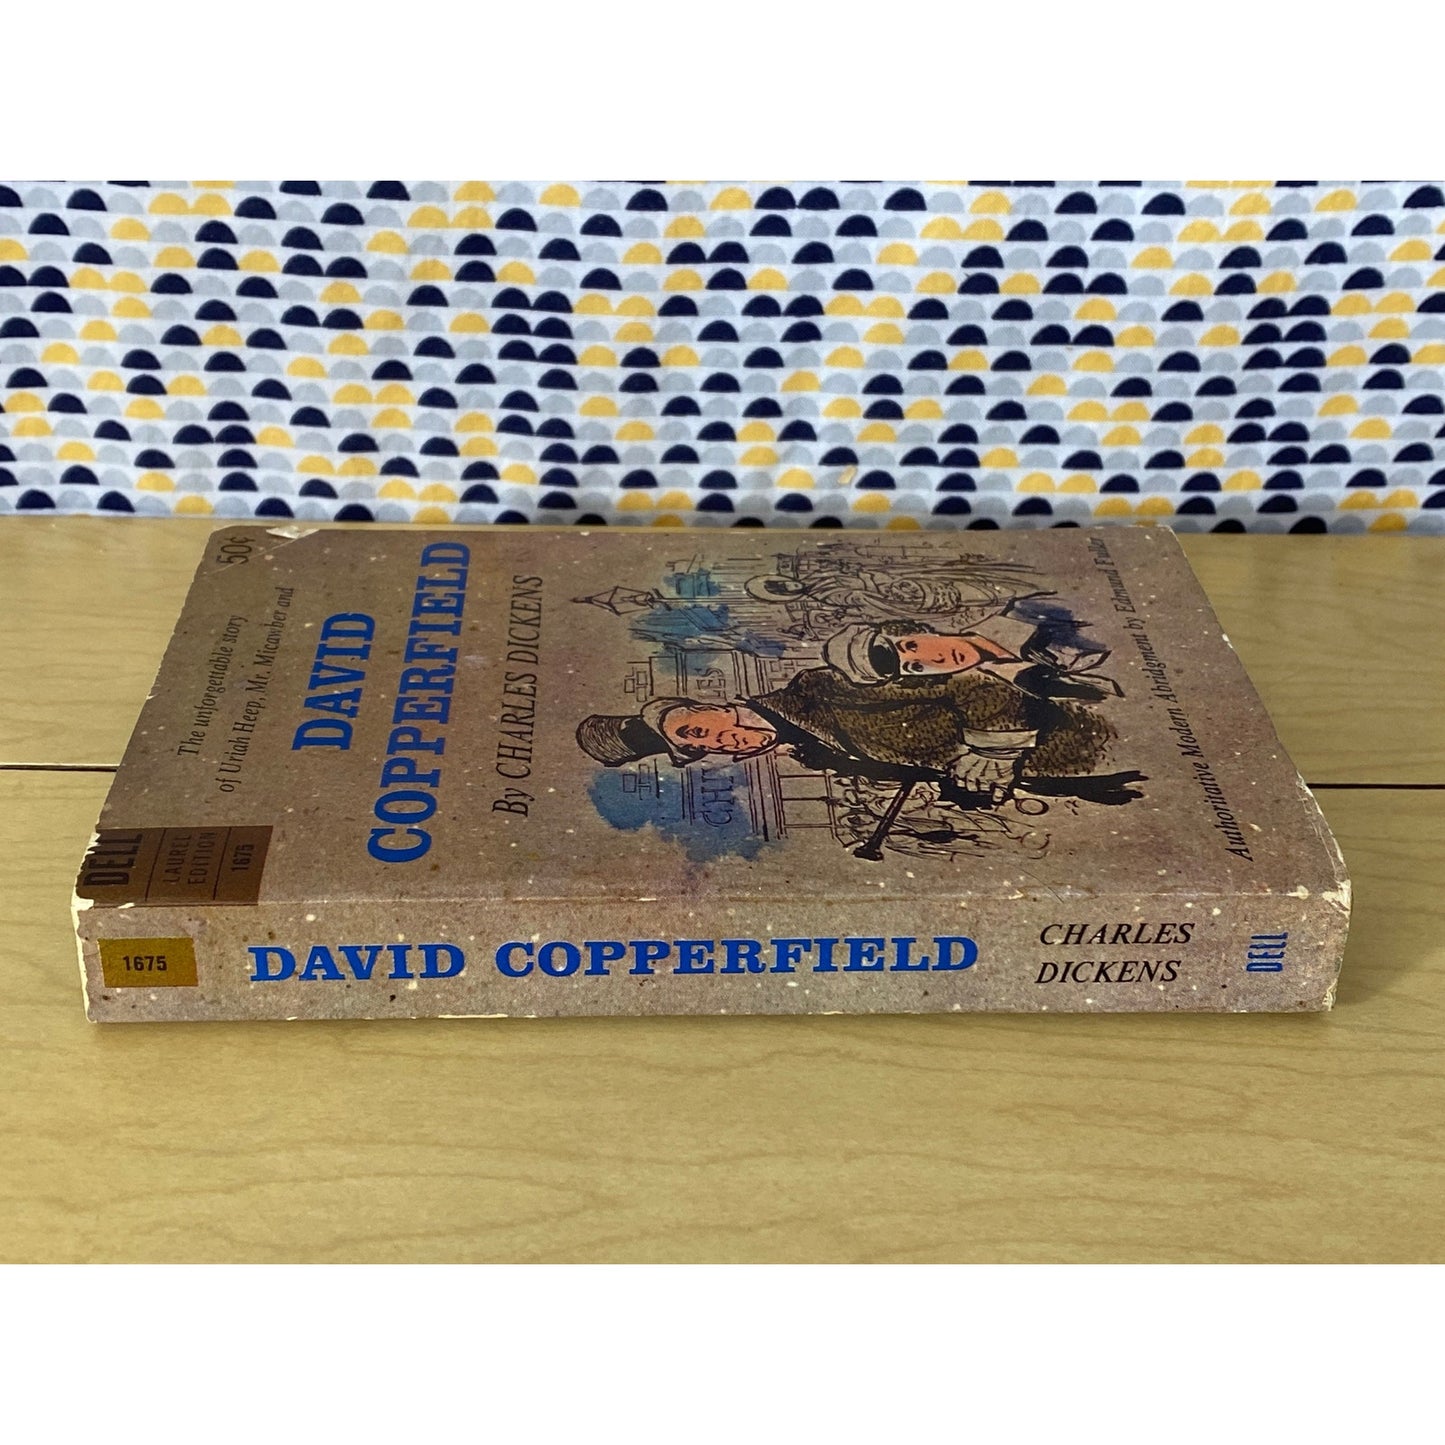 50¢
The unforgettable story
of Uriah Heep, Mr. Micawber and
DAVID
COPPERFIELD
By CHARLES DICKENS
Authoritative Modern Abridgment by Edmund Fuller
DELL
LAUREL
EDITION
1675
1675
DAVID COPPERFIELD
CHARLES
DICKENS
DELL